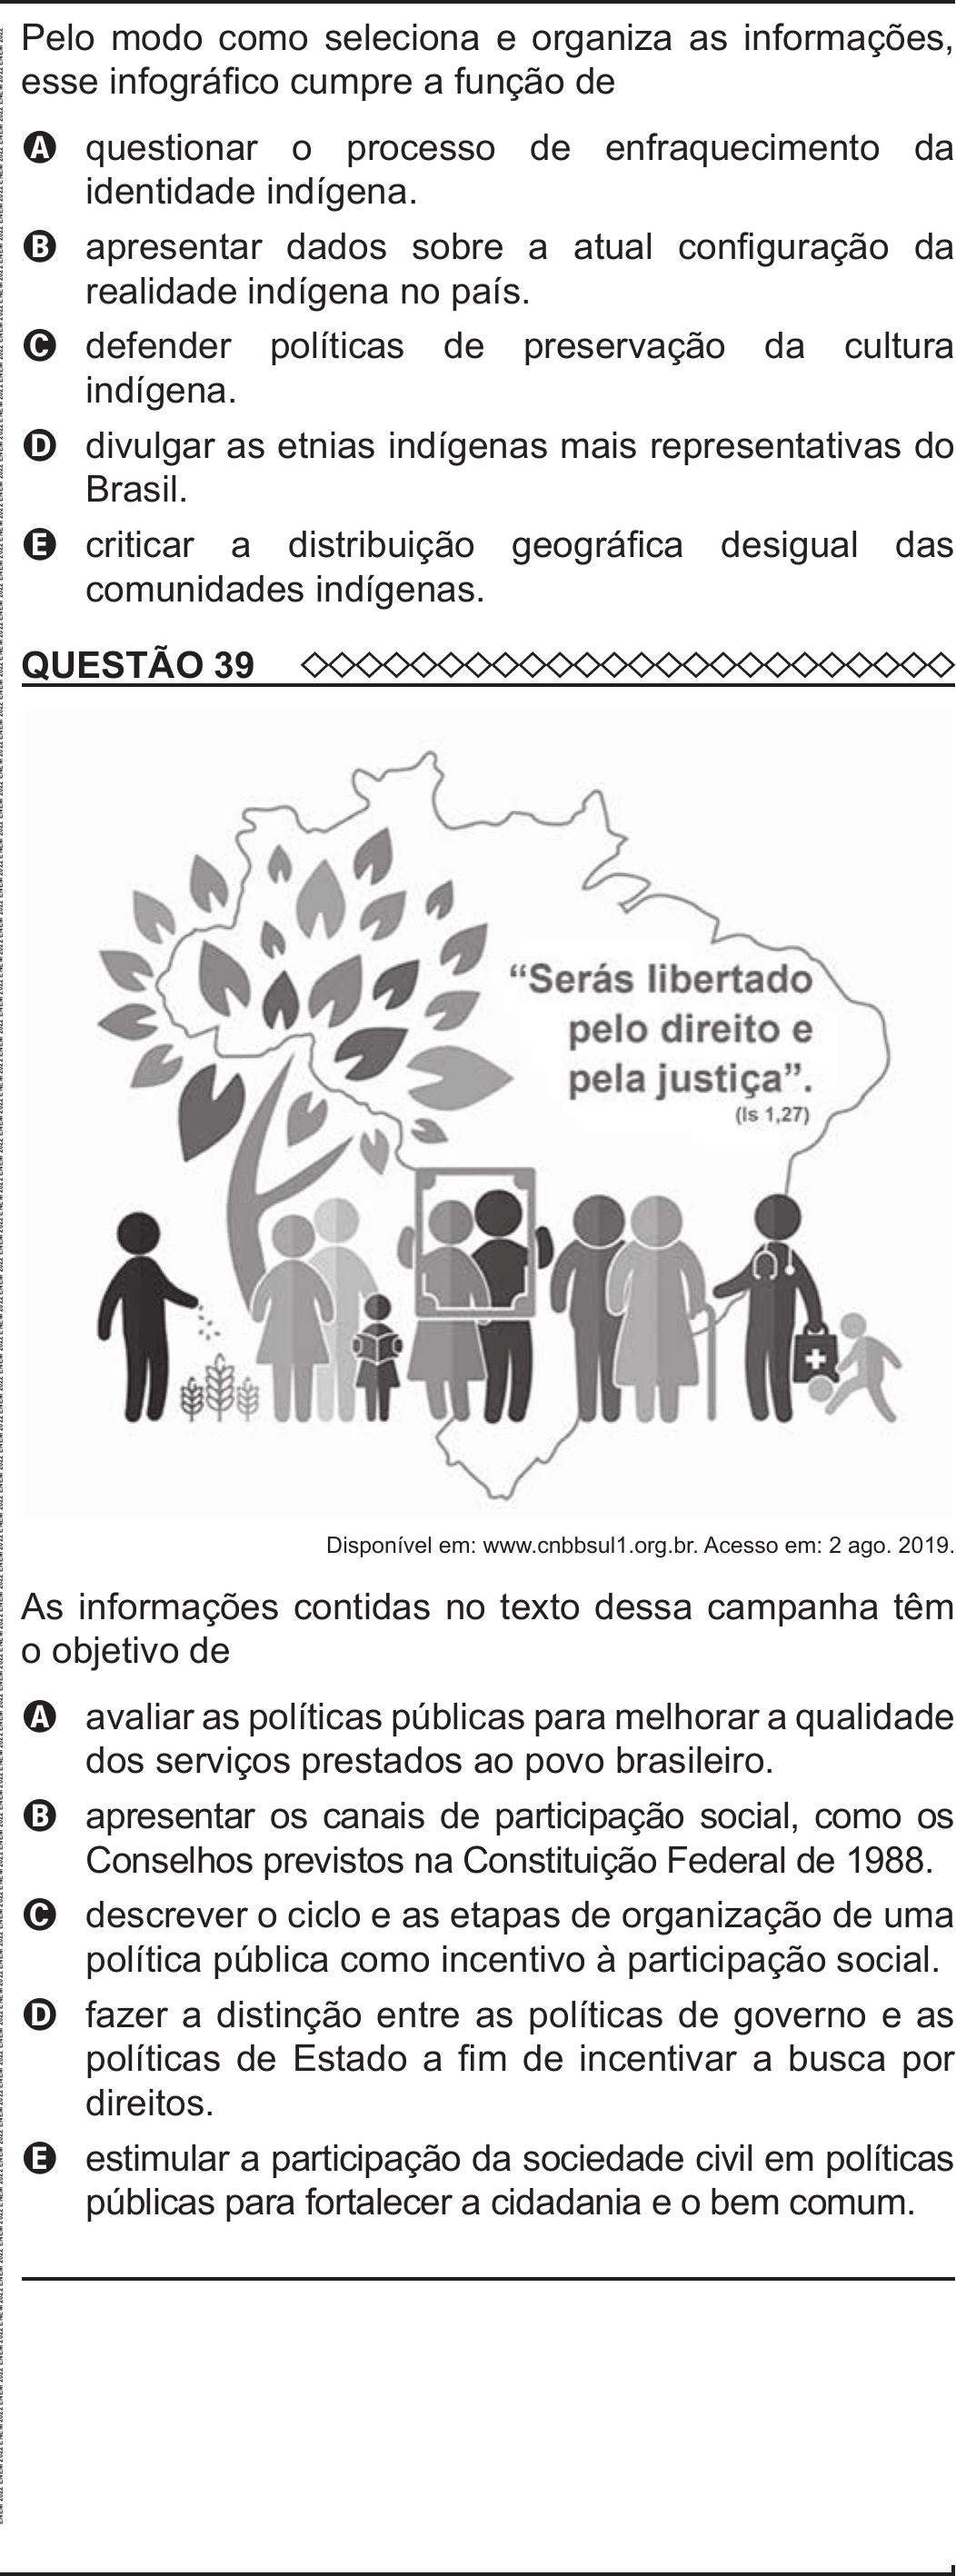 Pelo modo como seleciona e organiza as informações,
esse infográfico cumpre a função de
A questionar o processo de enfraquecimento da
identidade indígena.
B apresentar dados sobre a atual configuração da
realidade indígena no país.
C defender políticas de preservação da cultura
indígena.
D divulgar as etnias indígenas mais representativas do
Brasil.
E criticar a distribuição geográfica desigual das
comunidades indígenas.
QUESTÃO 39
“Serás libertado
pelo direito e
pela justiça”.
(Is 1,27)
Disponível em: www.cnbbsul1.org.br. Acesso em: 2 ago. 2019.
As informações contidas no texto dessa campanha têm
o objetivo de
A avaliar as políticas públicas para melhorar a qualidade
dos serviços prestados ao povo brasileiro.
B apresentar os canais de participação social, como os
Conselhos previstos na Constituição Federal de 1988.
C descrever o ciclo e as etapas de organização de uma
política pública como incentivo à participação social.
D fazer a distinção entre as políticas de governo e as
políticas de Estado a fim de incentivar a busca por
direitos.
E estimular a participação da sociedade civil em políticas
públicas para fortalecer a cidadania e o bem comum.